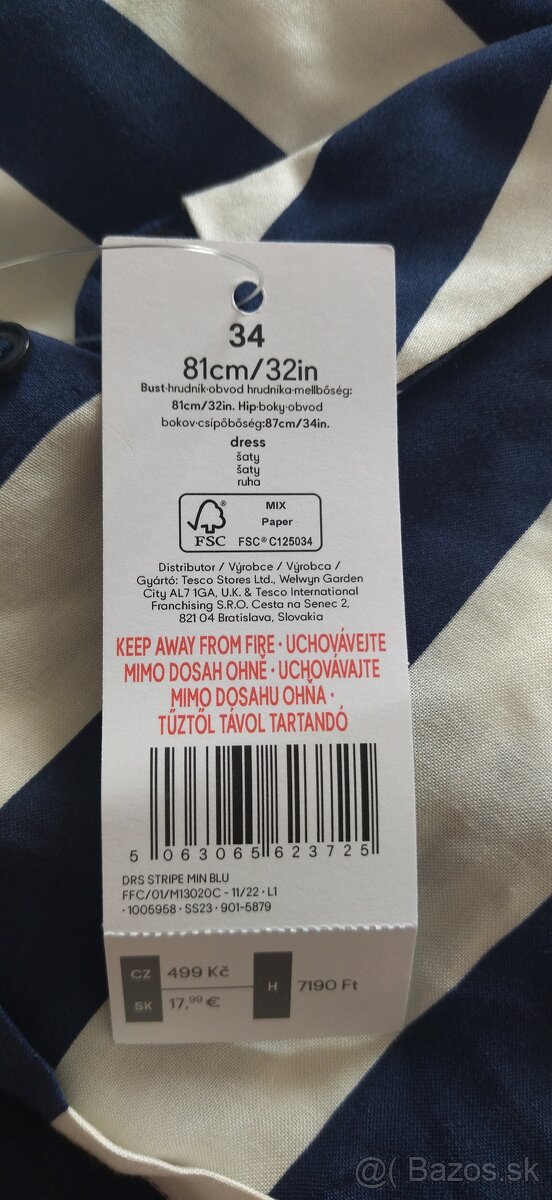 34
81cm/32in
Bust·hrudník·obvod hrudníka·mellbőség:
81cm/32in. Hip·boky·obvod
bokov·csípőbőség:87cm/34in.
dress
šaty
šaty
ruha
FSC®
MIX
Paper
FSC® C125034
Distributor / Výrobce / Výrobca /
Gyártó: Tesco Stores Ltd., Welwyn Garden
City AL7 1GA, U.K. & Tesco International
Franchising S.R.O. Cesta na Senec 2,
821 04 Bratislava, Slovakia
KEEP AWAY FROM FIRE · UCHOVÁVEJTE
MIMO DOSAH OHNĚ · UCHOVÁVAJTE
MIMO DOSAHU OHŇA ·
TŰZTŐL TÁVOL TARTANDÓ
5 063065 623725
DRS STRIPE MIN BLU
FFC/01/M13020C - 11/22 · L1
· 1005958 · SS23 · 901-5879
CZ 499 Kč
SK 17,99 €
H 7190 Ft
@( Bazos.sk